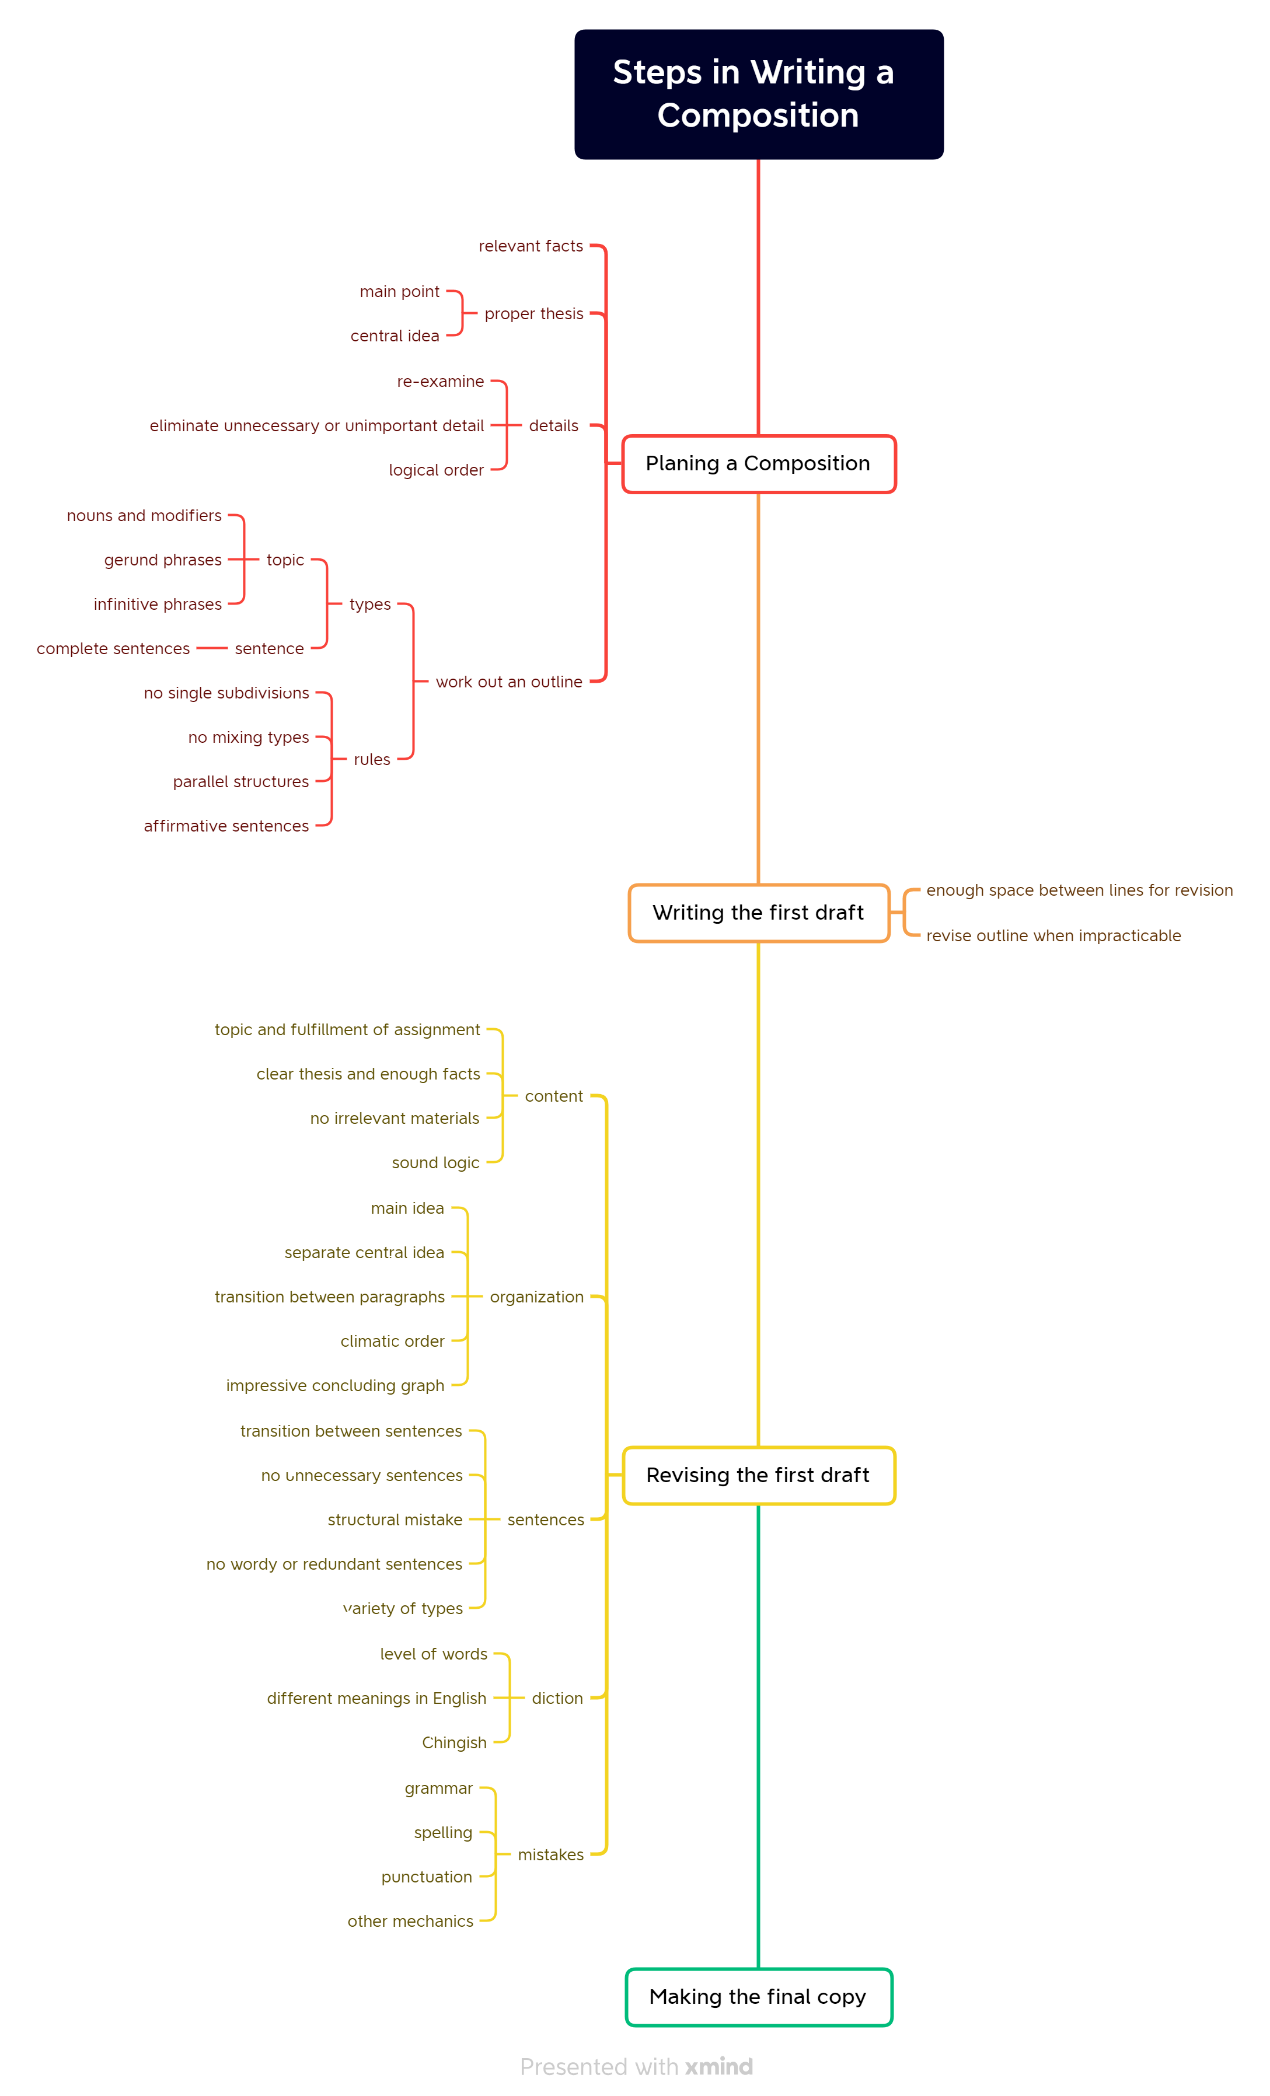 Steps in Writing a
Composition
relevant facts
main point
proper thesis
central idea
re-examine
eliminate unnecessary or unimportant detail
details
logical order
Planing a Composition
nouns and modifiers
gerund phrases
topic
infinitive phrases
types
complete sentences
sentence
work out an outline
no single subdivisions
no mixing types
rules
parallel structures
affirmative sentences
Writing the first draft
enough space between lines for revision
revise outline when impracticable
topic and fulfillment of assignment
clear thesis and enough facts
content
no irrelevant materials
sound logic
main idea
separate central idea
transition between paragraphs
organization
climatic order
impressive concluding graph
transition between sentences
no unnecessary sentences
Revising the first draft
structural mistake
sentences
no wordy or redundant sentences
variety of types
level of words
different meanings in English
diction
Chingish
grammar
spelling
mistakes
punctuation
other mechanics
Making the final copy
Presented with xmind